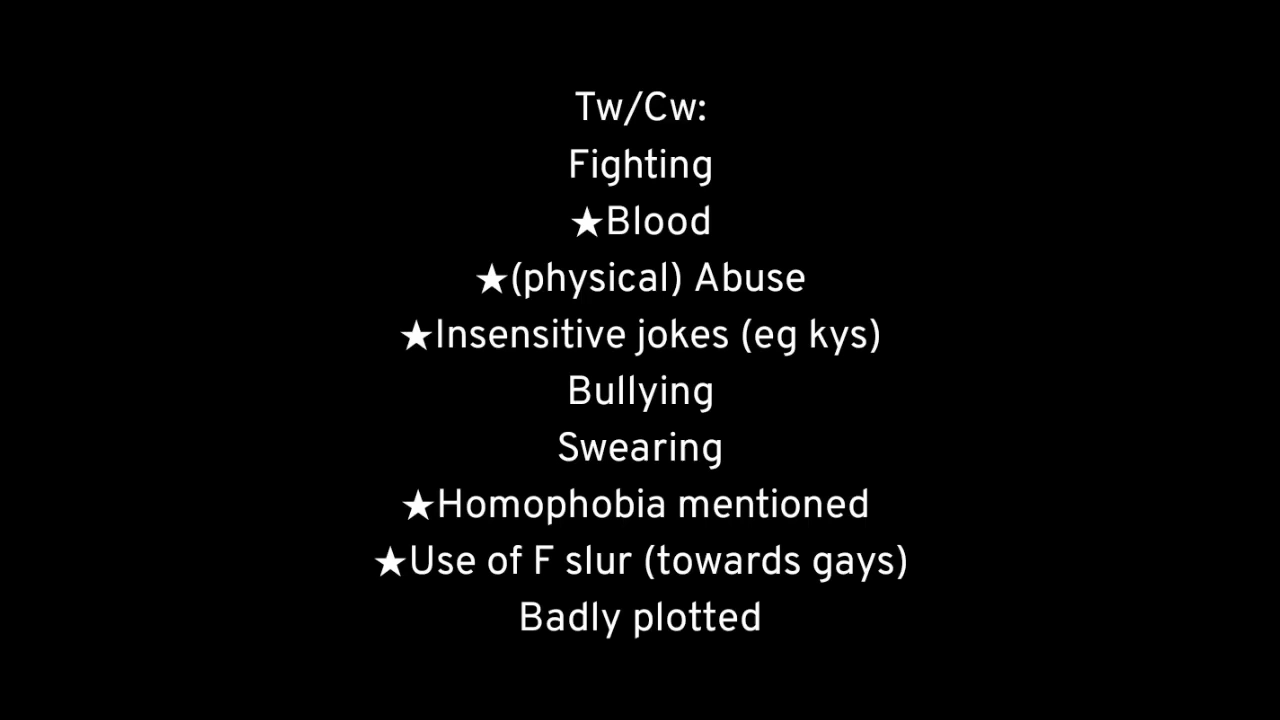 Tw/Cw:
Fighting
★Blood
★(physical) Abuse
★Insensitive jokes (eg kys)
Bullying
Swearing
★Homophobia mentioned
★Use of F slur (towards gays)
Badly plotted